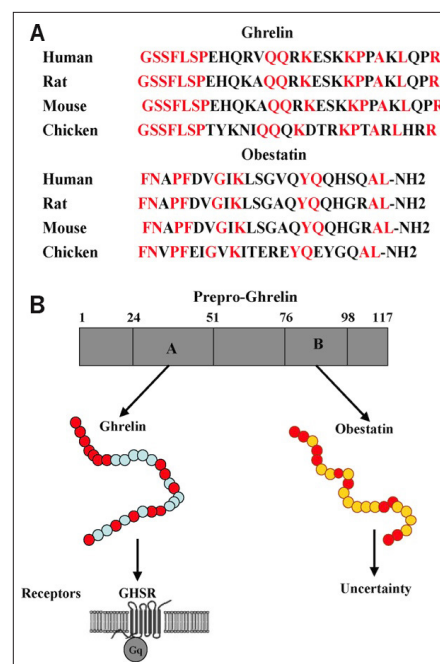 A
Ghrelin
Human GSSFLSPEHQRVQQRKESKKPPAKLQPR
Rat GSSFLSPEHQKAQQRKESKKPPAKLQPR
Mouse GSSFLSPEHQKAQQRKESKKPPAKLQPR
Chicken GSSFLSPTYKNIQQQKDTRKPTARLHRR
Obestatin
Human FNAPFDVGIKLSGVQYQQHSQAL-NH2
Rat FNAPFDVGIKLSGAQYQQHGRAL-NH2
Mouse FNAPFDVGIKLSGAQYQQHGRAL-NH2
Chicken FNVPFEIGVKITEREYQEYGQAL-NH2
B
Prepro-Ghrelin
1 24 51 76 98 117
A B
Ghrelin Obestatin
Receptors GHSR Uncertainty
Gq